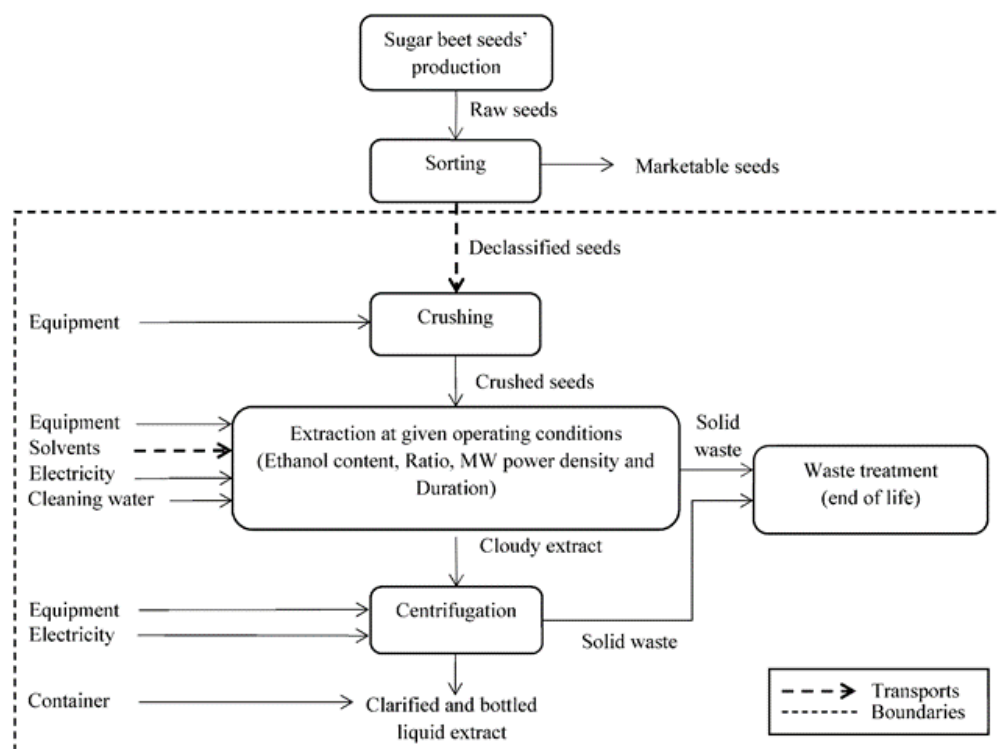 Sugar beet seeds'
production
Raw seeds
Sorting
Marketable seeds
Declassified seeds
Equipment
Crushing
Crushed seeds
Equipment
Solvents
Electricity
Cleaning water
Extraction at given operating conditions
(Ethanol content, Ratio, MW power density and
Duration)
Solid
waste
Waste treatment
(end of life)
Cloudy extract
Equipment
Electricity
Centrifugation
Solid waste
Container
Clarified and bottled
liquid extract
Transports
Boundaries